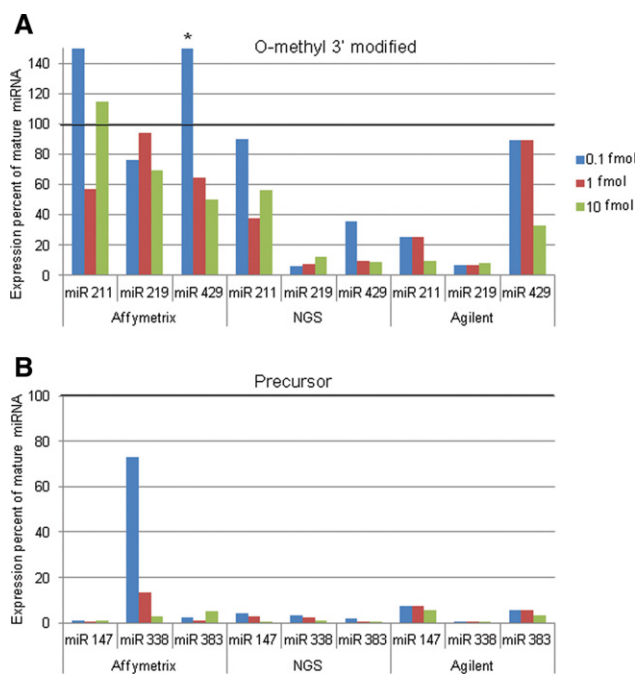 A
O-methyl 3' modified
*
Expression percent of mature miRNA
140
120
100
80
60
40
20
0
miR 211 miR 219 miR 429 miR 211 miR 219 miR 429 miR 211 miR 219 miR 429
Affymetrix NGS Agilent
0.1 fmol
1 fmol
10 fmol
B
Precursor
Expression percent of mature miRNA
100
80
60
40
20
0
miR 147 miR 338 miR 383 miR 147 miR 338 miR 383 miR 147 miR 338 miR 383
Affymetrix NGS Agilent